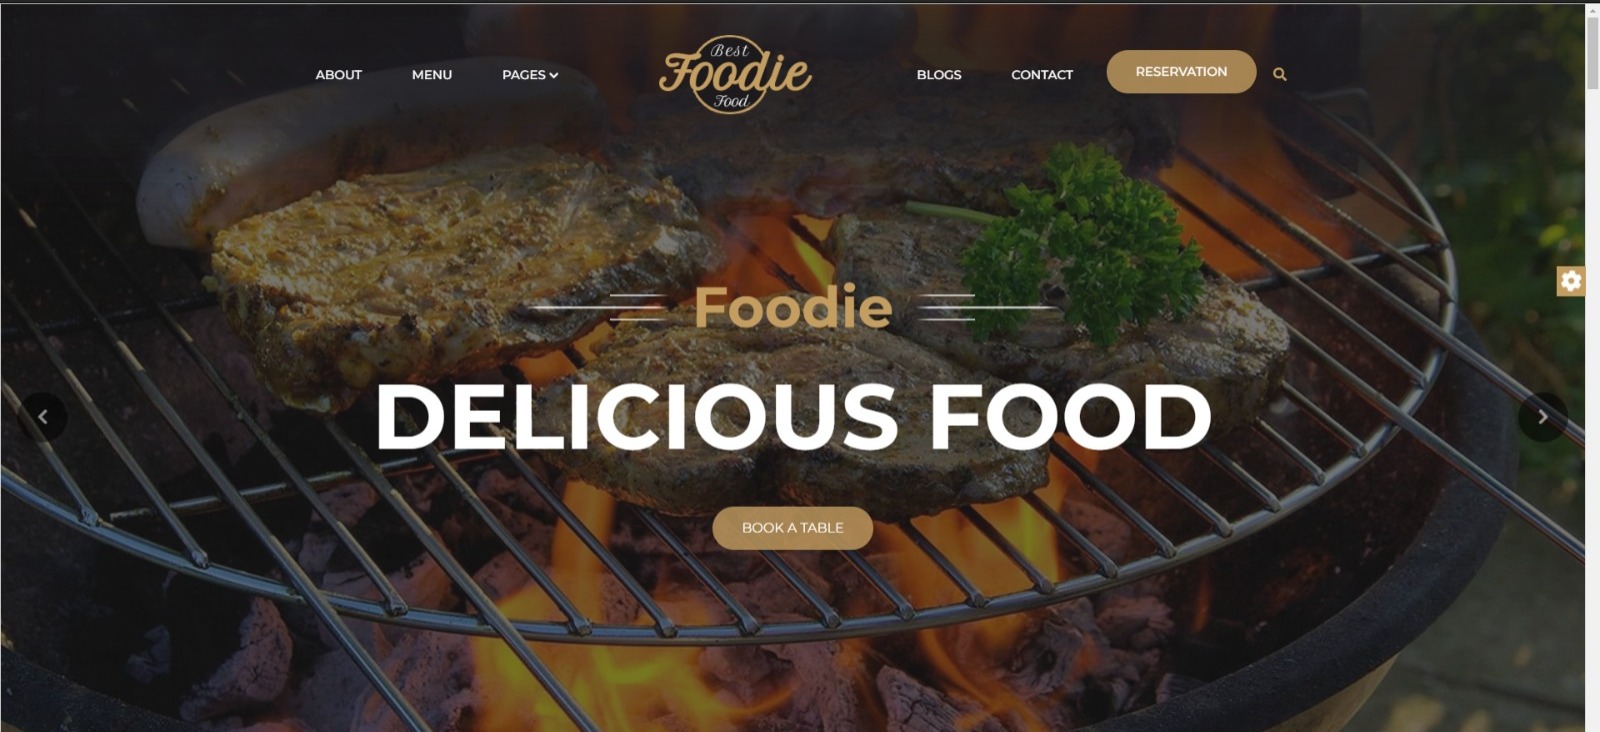 ABOUT
MENU
PAGES
Best
Foodie
Food
BLOGS
CONTACT
RESERVATION
Foodie
DELICIOUS FOOD
BOOK A TABLE